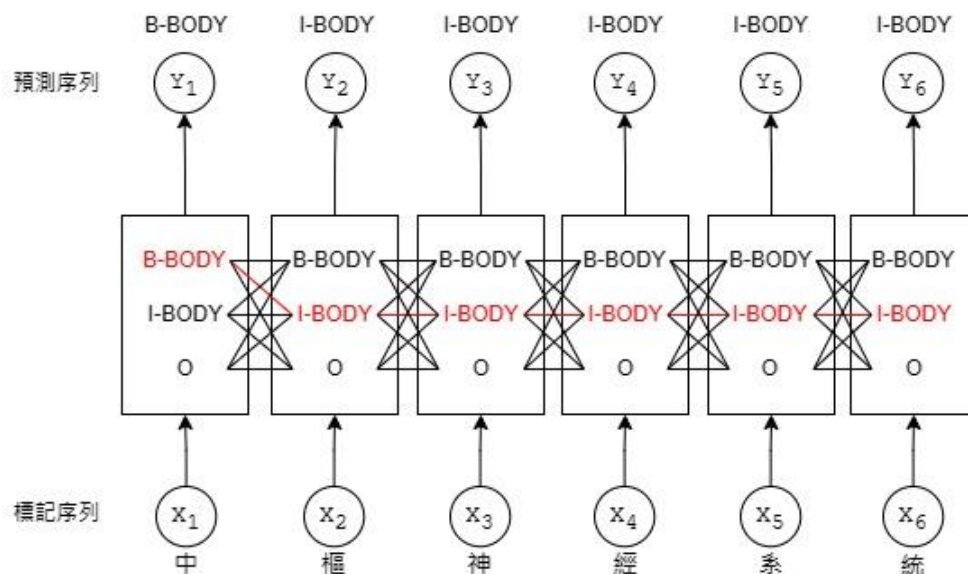 B-BODY I-BODY I-BODY I-BODY I-BODY I-BODY
預測序列 Y1 Y2 Y3 Y4 Y5 Y6
B-BODY B-BODY B-BODY B-BODY B-BODY B-BODY
I-BODY I-BODY I-BODY I-BODY I-BODY I-BODY
O O O O O O
標記序列 X1 X2 X3 X4 X5 X6
中 樞 神 經 系 統